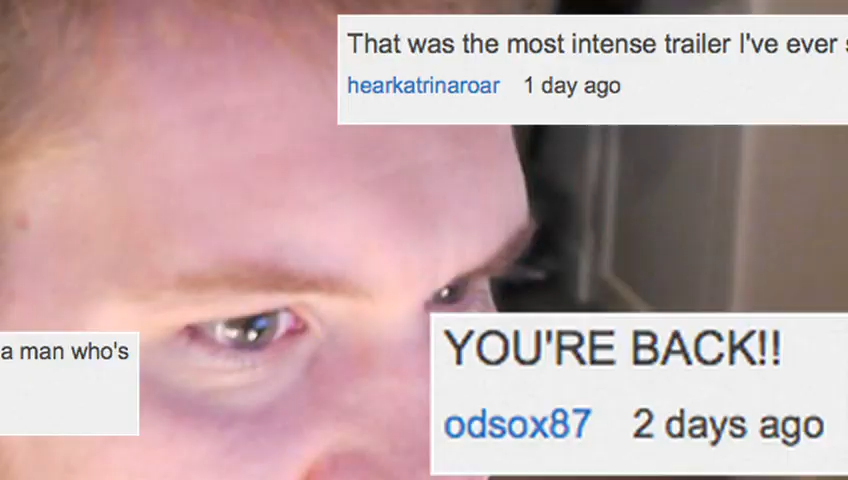 That was the most intense trailer I've ever
hearkatrinaroar 1 day ago
a man who's
YOU'RE BACK!!
odsox87 2 days ago